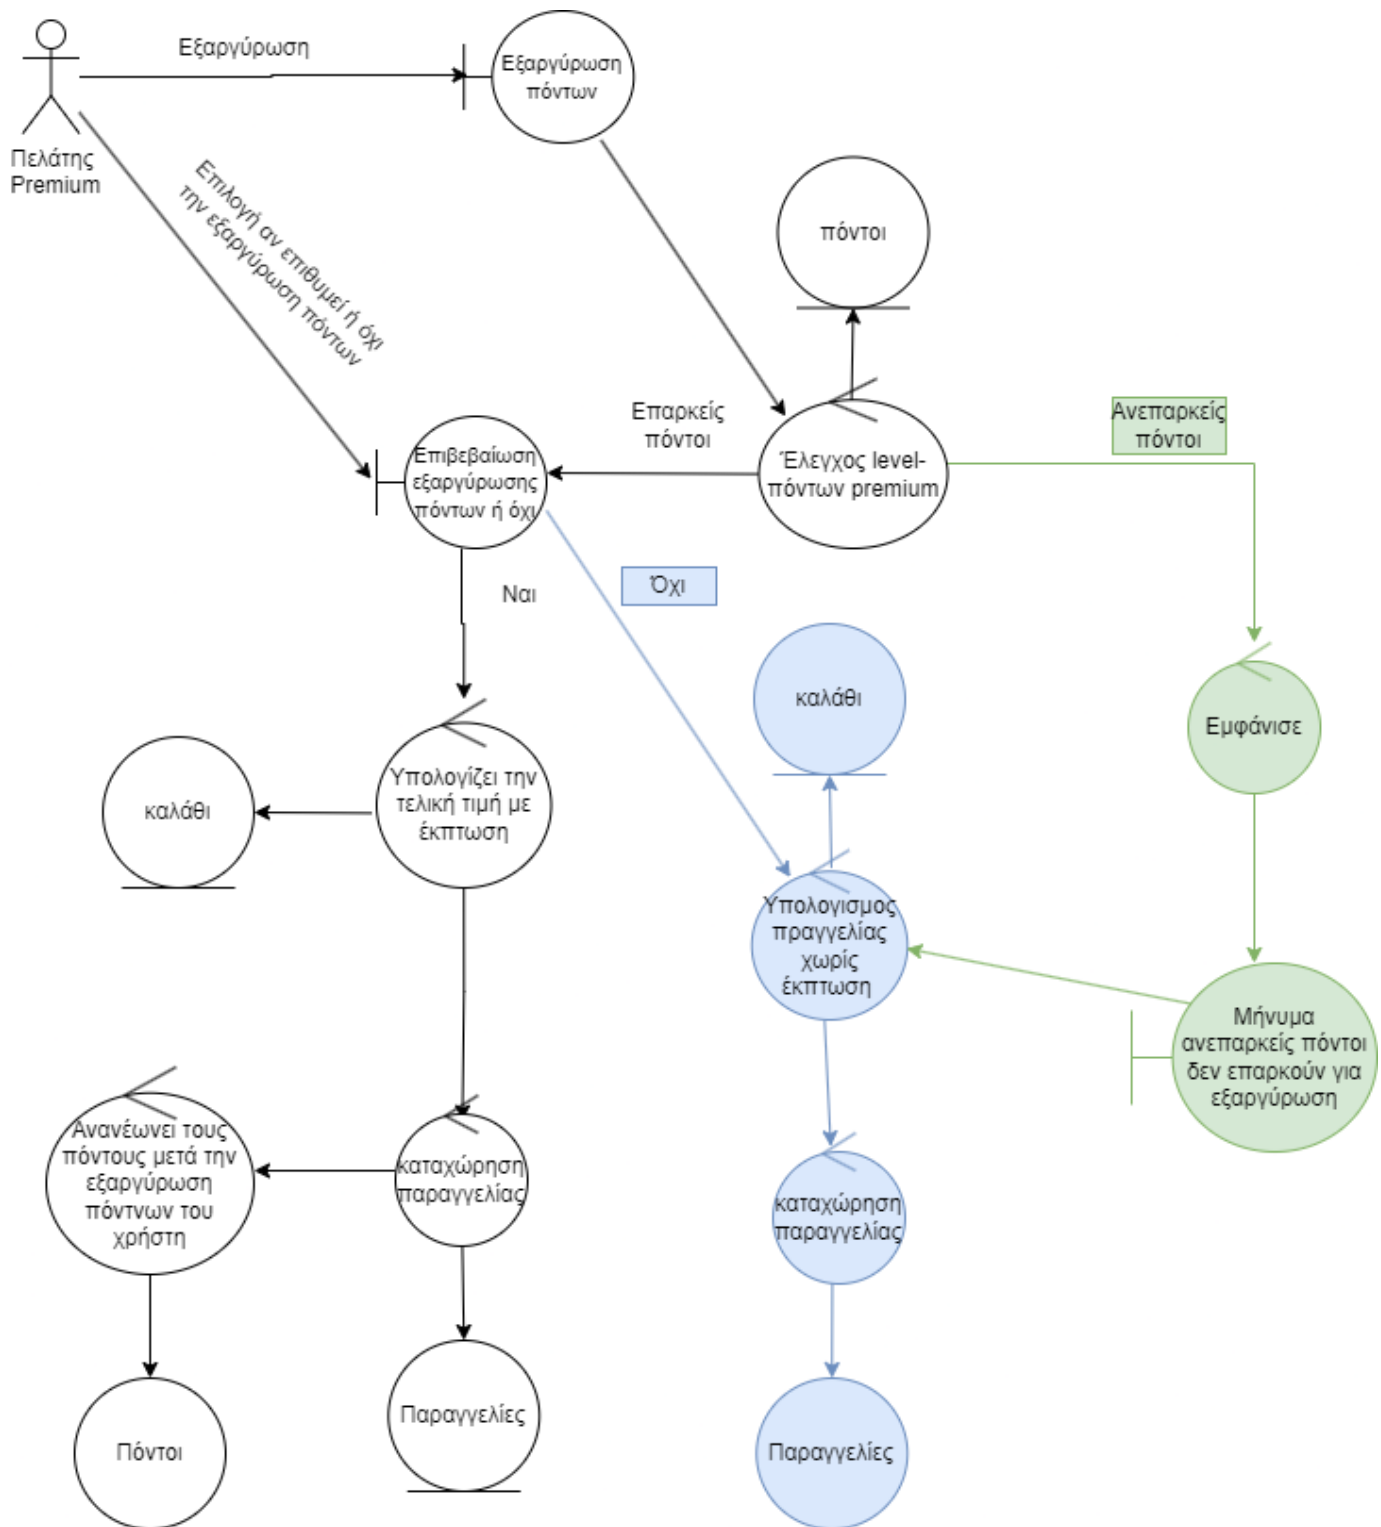 Εξαργύρωση
Εξαργύρωση
πόντων
Πελάτης
Premium
Επιλογή αν επιθυμεί ή όχι
την εξαργύρωση πόντων
πόντοι
Επαρκείς
πόντοι
Ανεπαρκείς
πόντοι
Επιβεβαίωση
εξαργύρωσης
πόντων ή όχι
Έλεγχος level-
πόντων premium
Ναι
Όχι
καλάθι
Εμφάνισε
Υπολογίζει την
τελική τιμή με
έκπτωση
καλάθι
Υπολογισμος
πραγγελίας
χωρίς
έκπτωση
Μήνυμα
ανεπαρκείς πόντοι
δεν επαρκούν για
εξαργύρωση
Ανανέωνει τους
πόντους μετά την
εξαργύρωση
πόντνων του
χρήστη
καταχώρηση
παραγγελίας
καταχώρηση
παραγγελίας
Πόντοι
Παραγγελίες
Παραγγελίες